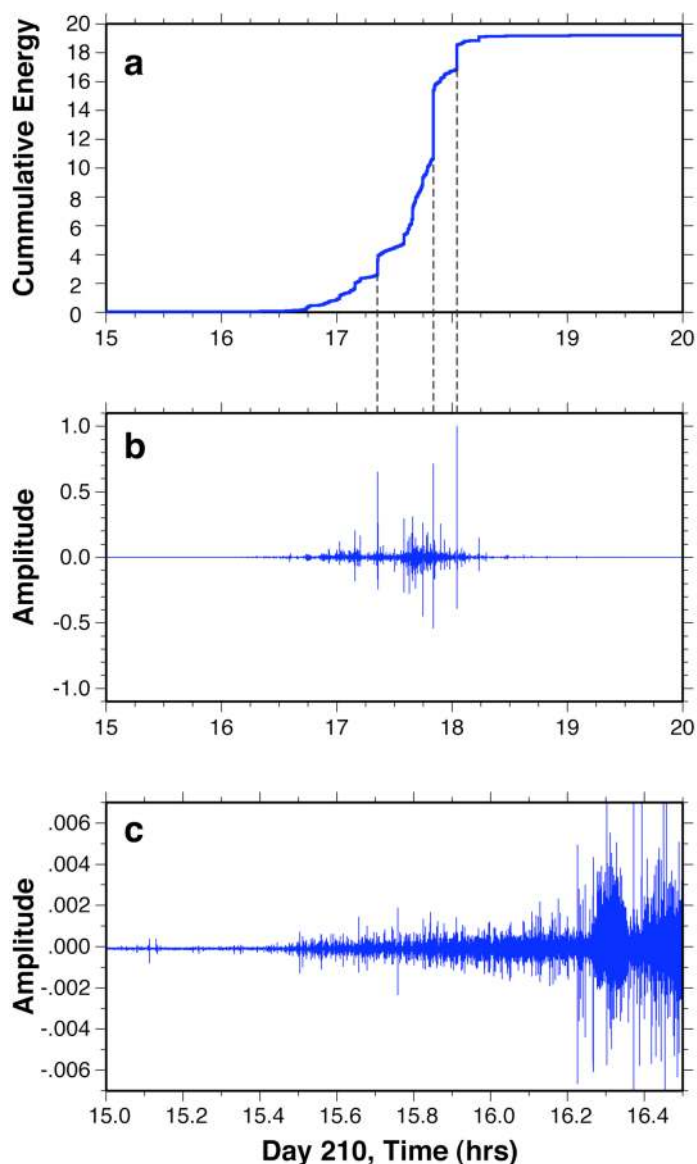 20
18
16
14
12
10
8
6
4
2
0
Cummulative Energy
a
15 16 17 18 19 20
1.0
0.5
0.0
-0.5
-1.0
Amplitude
b
15 16 17 18 19 20
.006
.004
.002
.000
-.002
-.004
-.006
Amplitude
c
15.0 15.2 15.4 15.6 15.8 16.0 16.2 16.4
Day 210, Time (hrs)